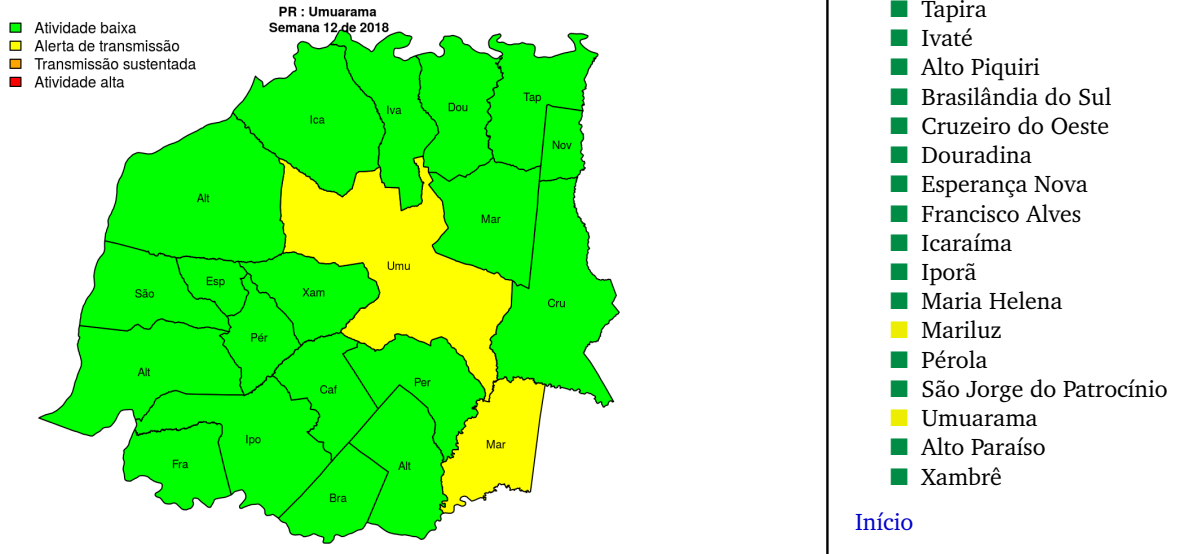 PR : Umuarama
Semana 12 de 2018
Atividade baixa
Alerta de transmissão
Transmissão sustentada
Atividade alta
Ica
Iva
Dou
Tap
Nov
Alt
Mar
Umu
São
Esp
Xam
Cru
Pér
Alt
Caf
Per
Ipo
Mar
Fra
Alt
Bra
Tapira
Ivaté
Alto Piquiri
Brasilândia do Sul
Cruzeiro do Oeste
Douradina
Esperança Nova
Francisco Alves
Icaraíma
Iporã
Maria Helena
Mariluz
Pérola
São Jorge do Patrocínio
Umuarama
Alto Paraíso
Xambrê
Início